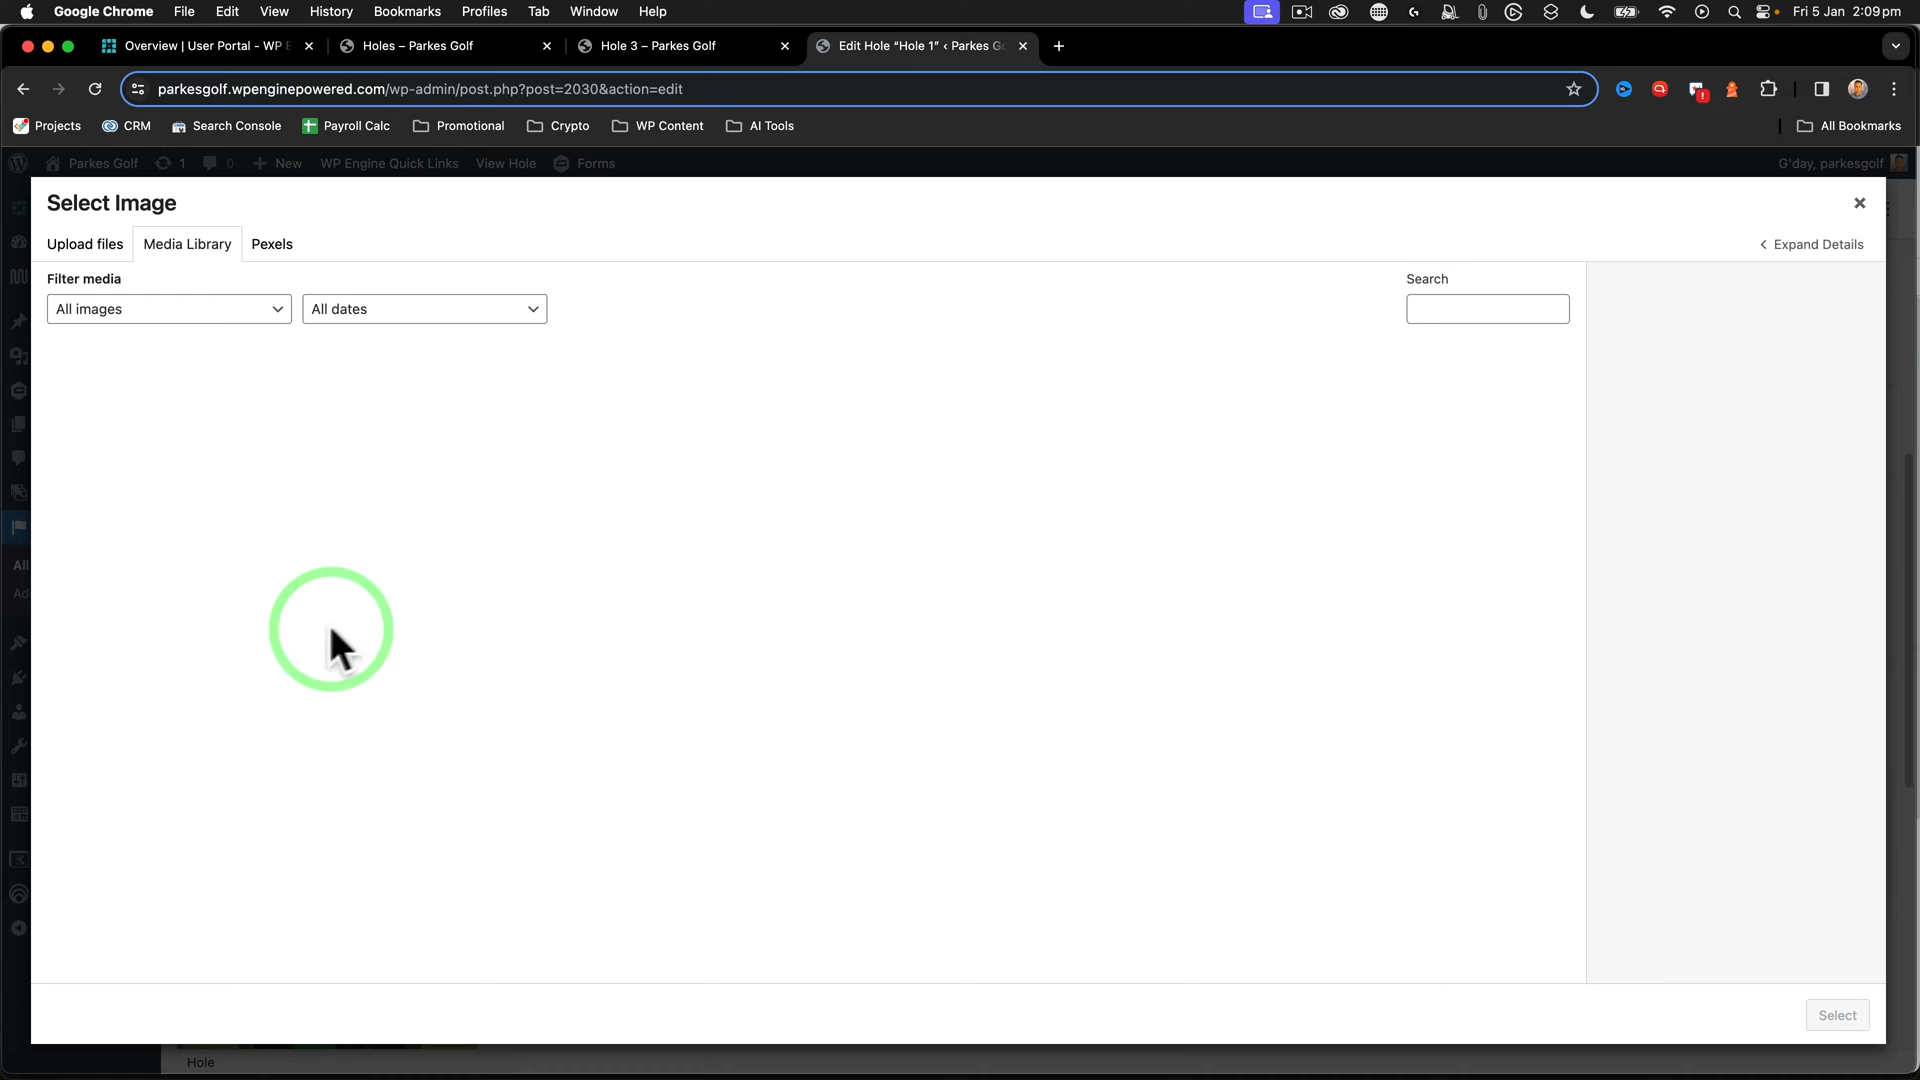 Google Chrome File Edit View History Bookmarks Profiles Tab Window Help Fri 5 Jan 2:09pm
Overview | User Portal - WP E Holes – Parkes Golf Hole 3 – Parkes Golf Edit Hole “Hole 1” ‹ Parkes Go
parkesgolf.wpenginepowered.com/wp-admin/post.php?post=2030&action=edit
Projects CRM Search Console Payroll Calc Promotional Crypto WP Content AI Tools All Bookmarks
Parkes Golf 1 0 New WP Engine Quick Links View Hole Forms G'day, parkesgolf
Select Image
Upload files Media Library Pexels Expand Details
Filter media Search
All images All dates
All
Add
Select
Hole